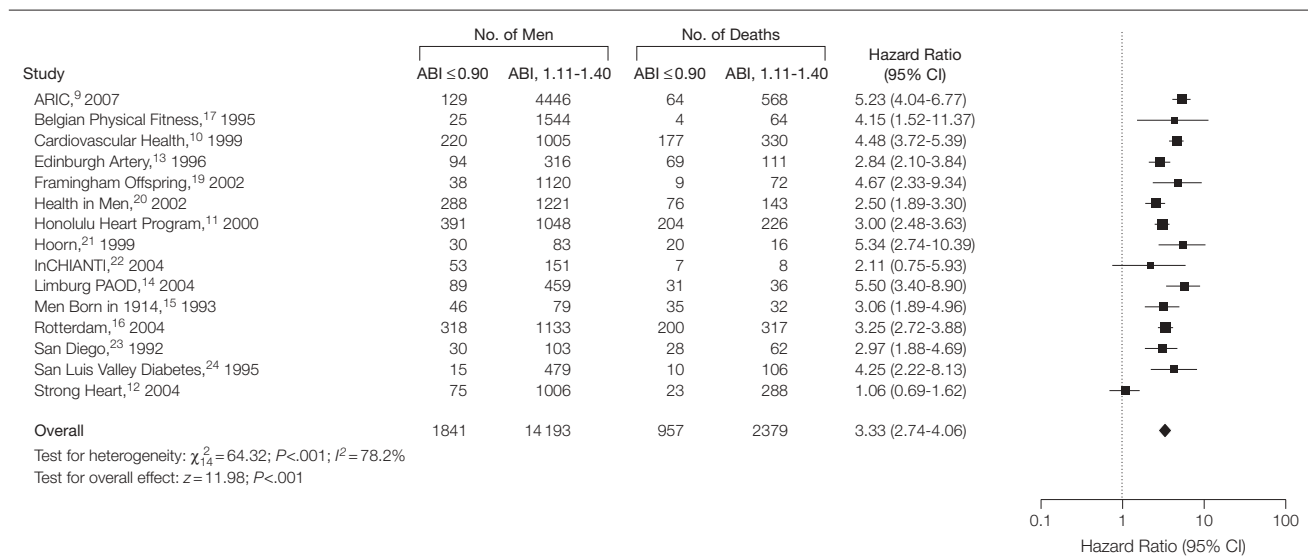 No. of Men No. of Deaths
Hazard Ratio
(95% CI)
Study ABI ≤0.90 ABI, 1.11-1.40 ABI ≤0.90 ABI, 1.11-1.40
ARIC,9 2007 129 4446 64 568 5.23 (4.04-6.77)
Belgian Physical Fitness,17 1995 25 1544 4 64 4.15 (1.52-11.37)
Cardiovascular Health,10 1999 220 1005 177 330 4.48 (3.72-5.39)
Edinburgh Artery,13 1996 94 316 69 111 2.84 (2.10-3.84)
Framingham Offspring,19 2002 38 1120 9 72 4.67 (2.33-9.34)
Health in Men,20 2002 288 1221 76 143 2.50 (1.89-3.30)
Honolulu Heart Program,11 2000 391 1048 204 226 3.00 (2.48-3.63)
Hoorn,21 1999 30 83 20 16 5.34 (2.74-10.39)
InCHIANTI,22 2004 53 151 7 8 2.11 (0.75-5.93)
Limburg PAOD,14 2004 89 459 31 36 5.50 (3.40-8.90)
Men Born in 1914,15 1993 46 79 35 32 3.06 (1.89-4.96)
Rotterdam,16 2004 318 1133 200 317 3.25 (2.72-3.88)
San Diego,23 1992 30 103 28 62 2.97 (1.88-4.69)
San Luis Valley Diabetes,24 1995 15 479 10 106 4.25 (2.22-8.13)
Strong Heart,12 2004 75 1006 23 288 1.06 (0.69-1.62)
Overall 1841 14 193 957 2379 3.33 (2.74-4.06)
Test for heterogeneity: χ²14 = 64.32; P<.001; I² = 78.2%
Test for overall effect: z = 11.98; P<.001
0.1 1 10 100
Hazard Ratio (95% CI)